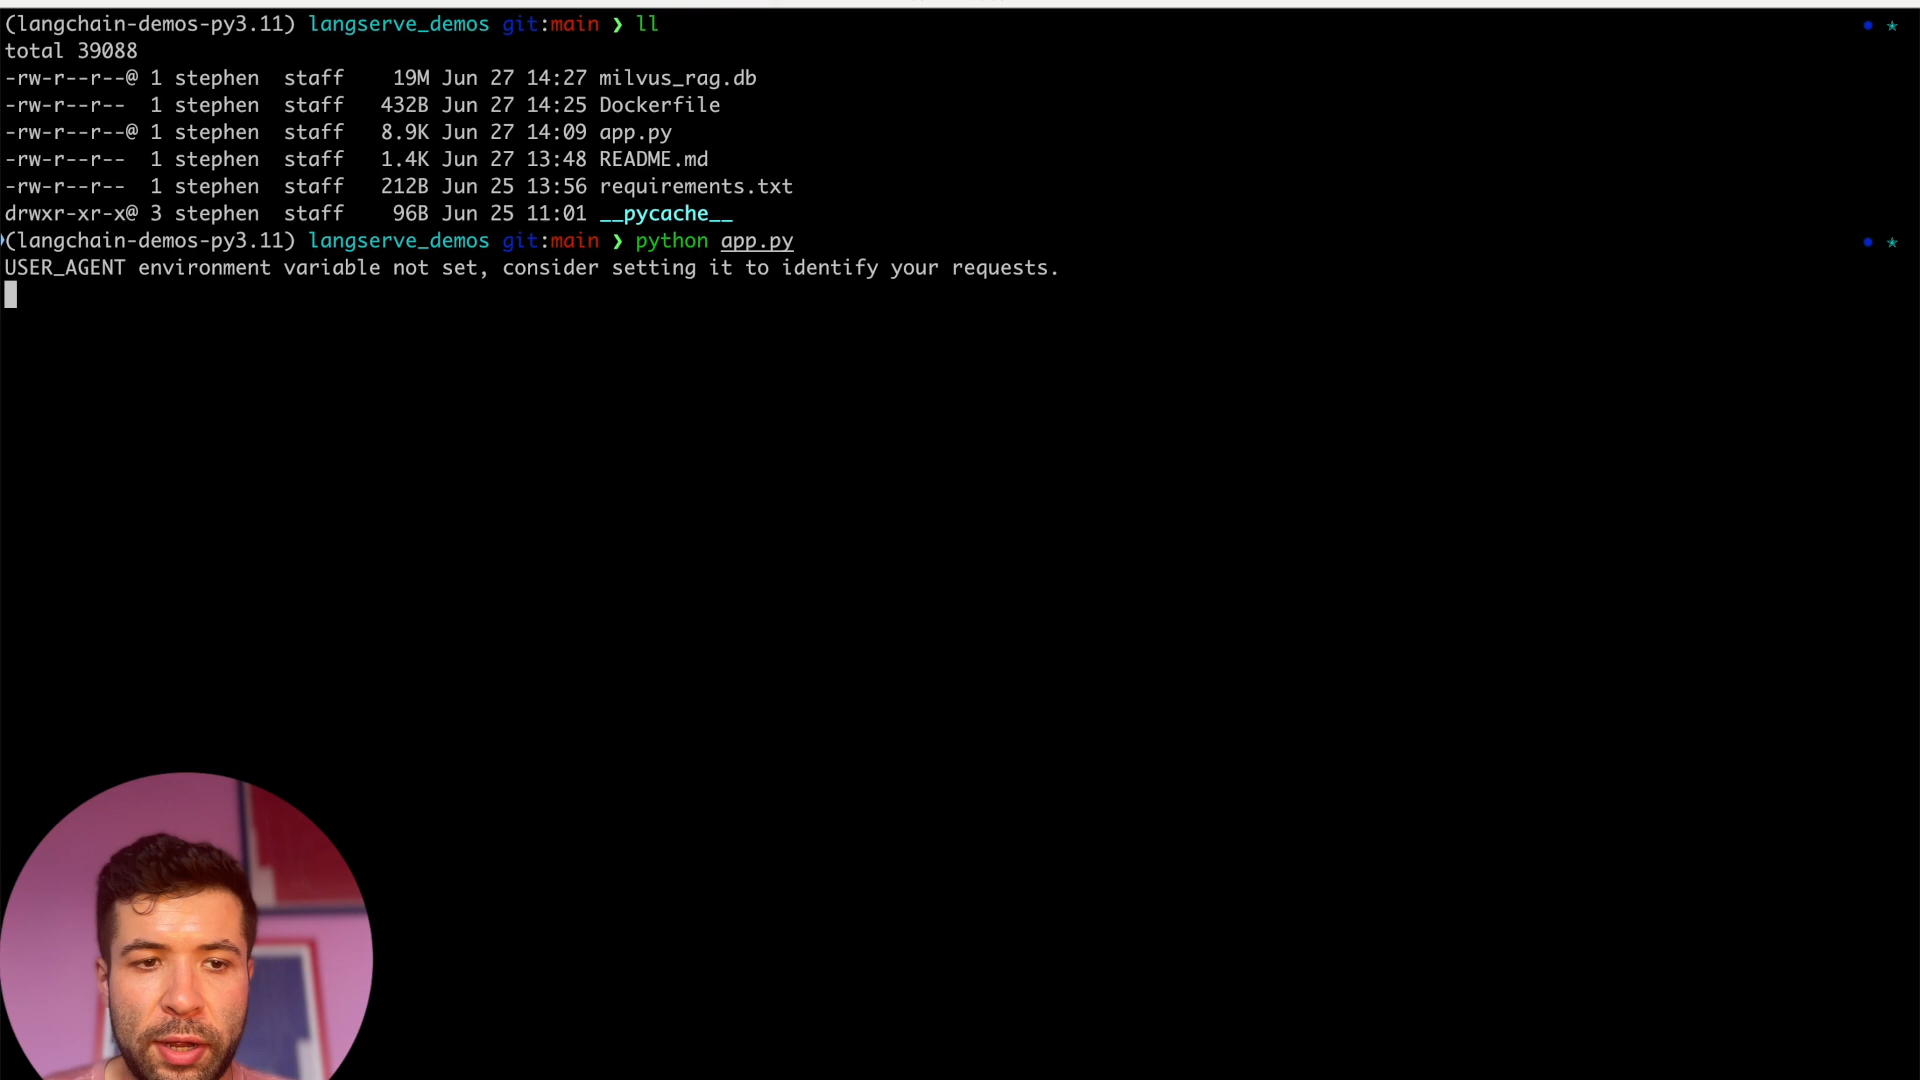 (langchain-demos-py3.11) langserve_demos git:main ❯ ll
total 39088
-rw-r--r--@ 1 stephen  staff    19M Jun 27 14:27 milvus_rag.db
-rw-r--r--  1 stephen  staff   432B Jun 27 14:25 Dockerfile
-rw-r--r--@ 1 stephen  staff   8.9K Jun 27 14:09 app.py
-rw-r--r--  1 stephen  staff   1.4K Jun 27 13:48 README.md
-rw-r--r--  1 stephen  staff   212B Jun 25 13:56 requirements.txt
drwxr-xr-x@ 3 stephen  staff    96B Jun 25 11:01 __pycache__
(langchain-demos-py3.11) langserve_demos git:main ❯ python app.py
USER_AGENT environment variable not set, consider setting it to identify your requests.